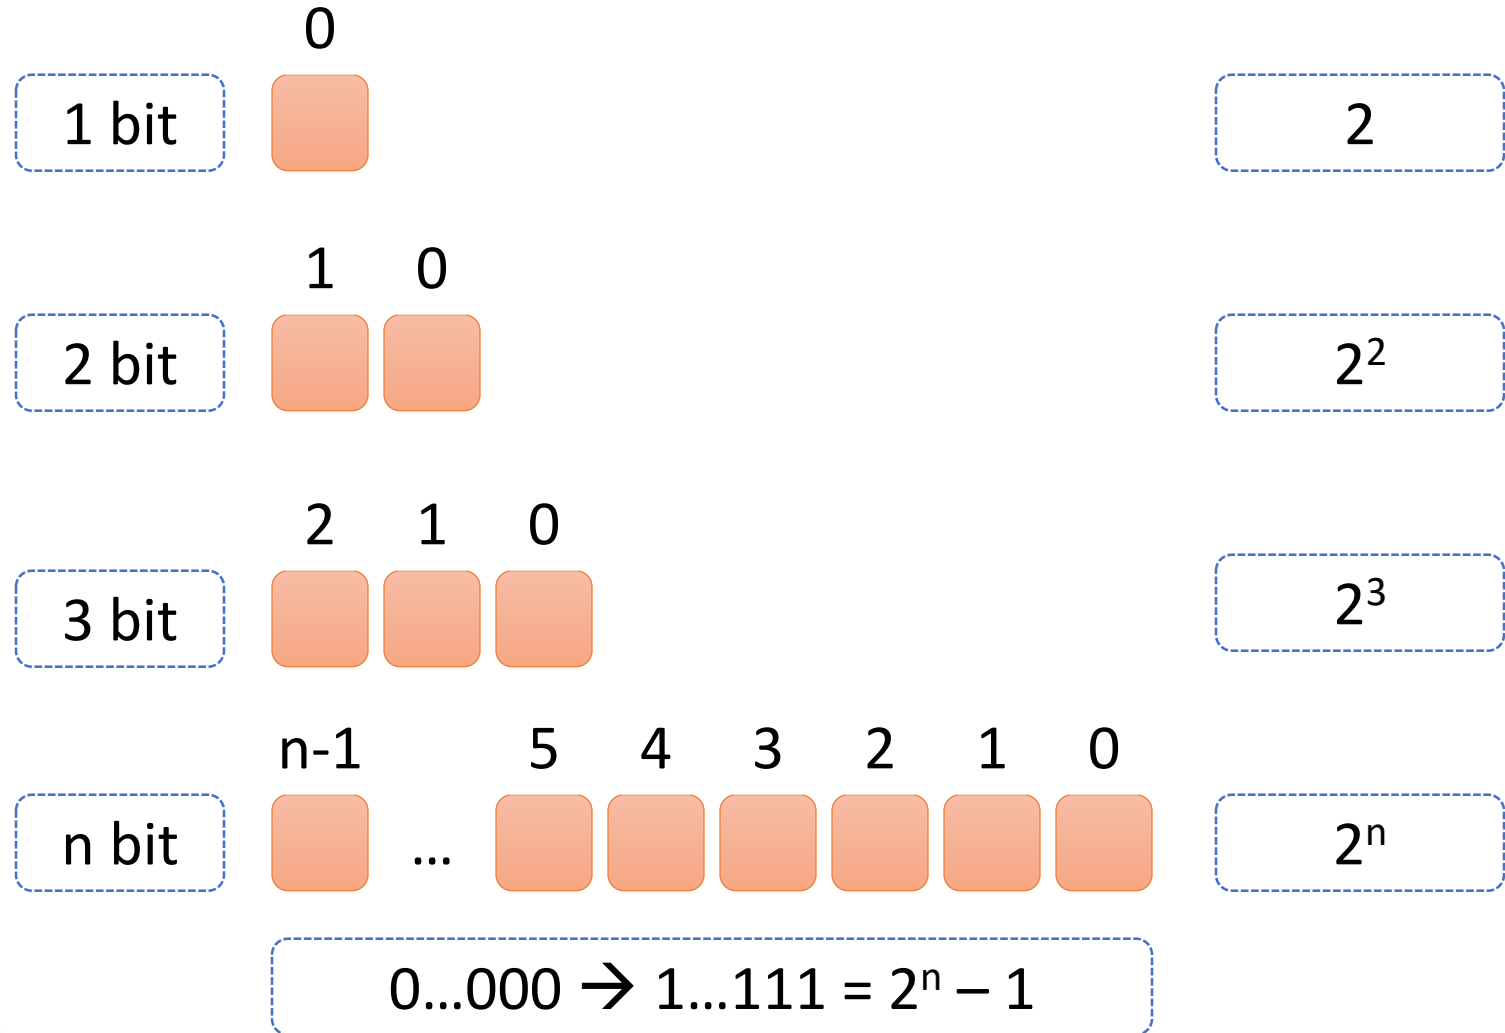 0
1 bit
2
1 0
2 bit
2²
2 1 0
3 bit
2³
n-1 5 4 3 2 1 0
n bit ... 2ⁿ
0...000 → 1...111 = 2ⁿ – 1